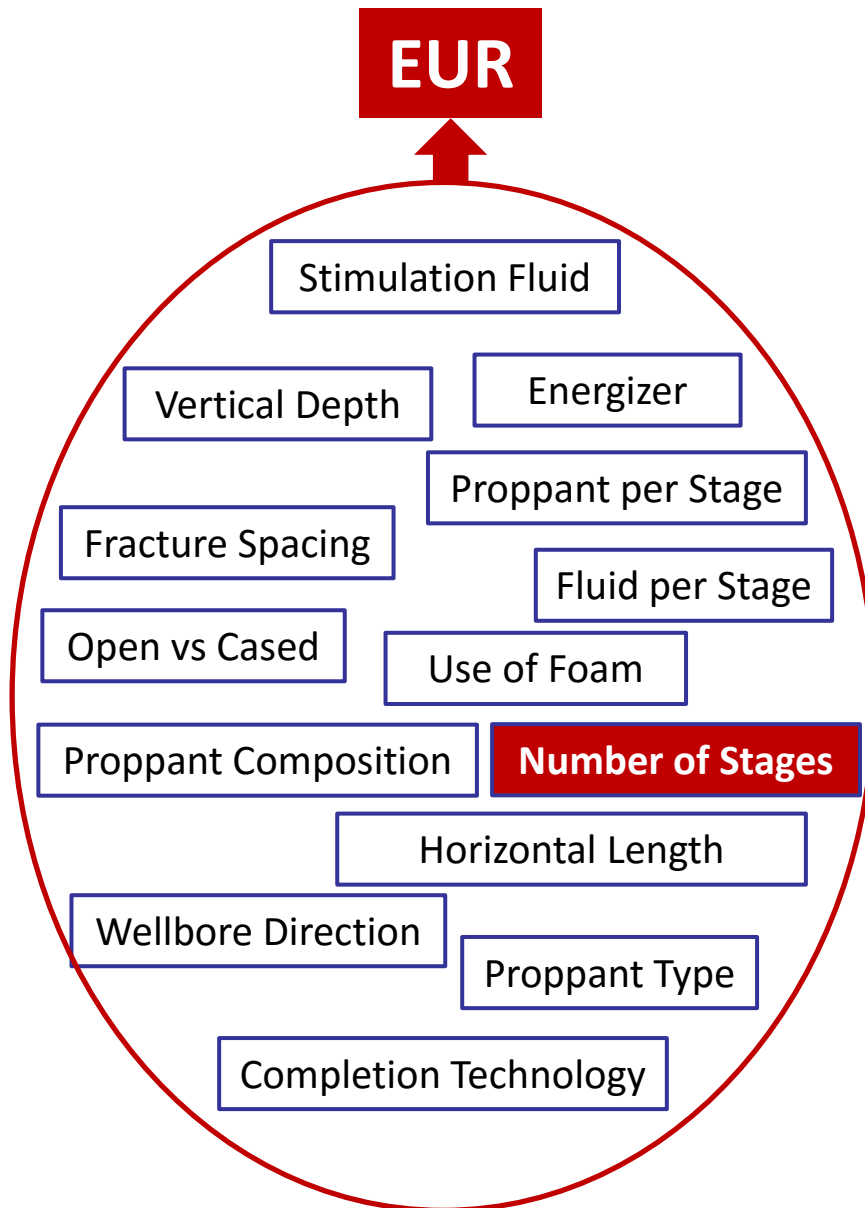 EUR
Stimulation Fluid
Vertical Depth
Energizer
Proppant per Stage
Fracture Spacing
Fluid per Stage
Open vs Cased
Use of Foam
Proppant Composition
Number of Stages
Horizontal Length
Wellbore Direction
Proppant Type
Completion Technology